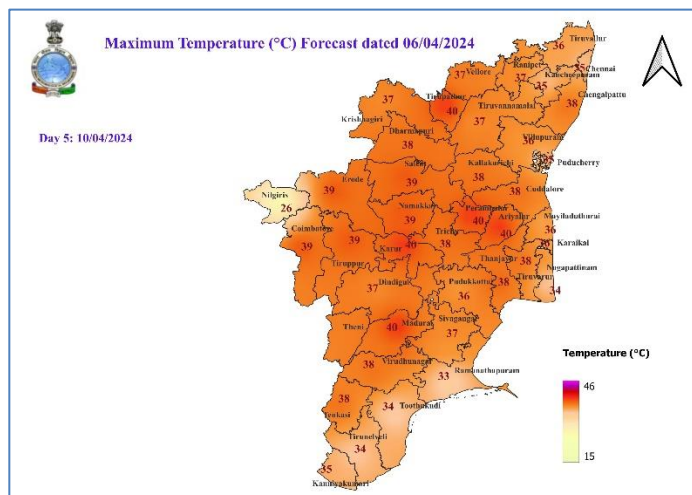 Maximum Temperature (°C) Forecast dated 06/04/2024
Day 5: 10/04/2024
Tiruvallur
36
Chennai
35
Ranipet
37
Vellore
37
Kancheepuram
35
Chengalpattu
38
Tirupathur
40
Tiruvannamalai
37
Krishnagiri
37
Dharmapuri
38
Villupuram
36
Puducherry
35
Kallakurichi
38
Salem
39
Cuddalore
38
Erode
39
Nilgiris
26
Namakkal
39
Perambalur
40
Ariyalur
40
Mayiladuthurai
36
Karaikal
Coimbatore
39
Tiruppur
39
Karur
40
Trichy
38
Thanjavur
38
Nagapattinam
34
Tiruvarur
38
Dindigul
37
Pudukkottai
36
Theni
Madurai
40
Sivagangai
37
Virudhunagar
38
Ramanathapuram
33
Tenkasi
38
Toothukudi
34
Tirunelveli
34
Kanniyakumari
35
Temperature (°C)
46
15